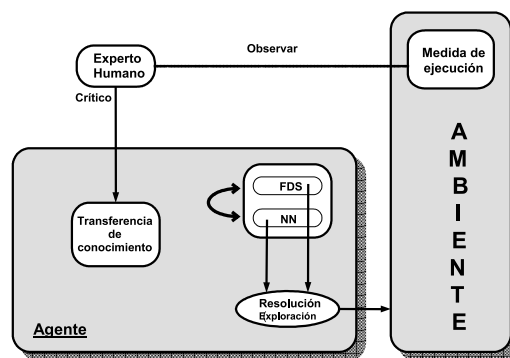 Observar
Experto
Humano
Medida de
ejecución
Crítico
A
M
B
I
E
N
T
E
FDS
NN
Transferencia
de
conocimiento
Resolución
Exploración
Agente